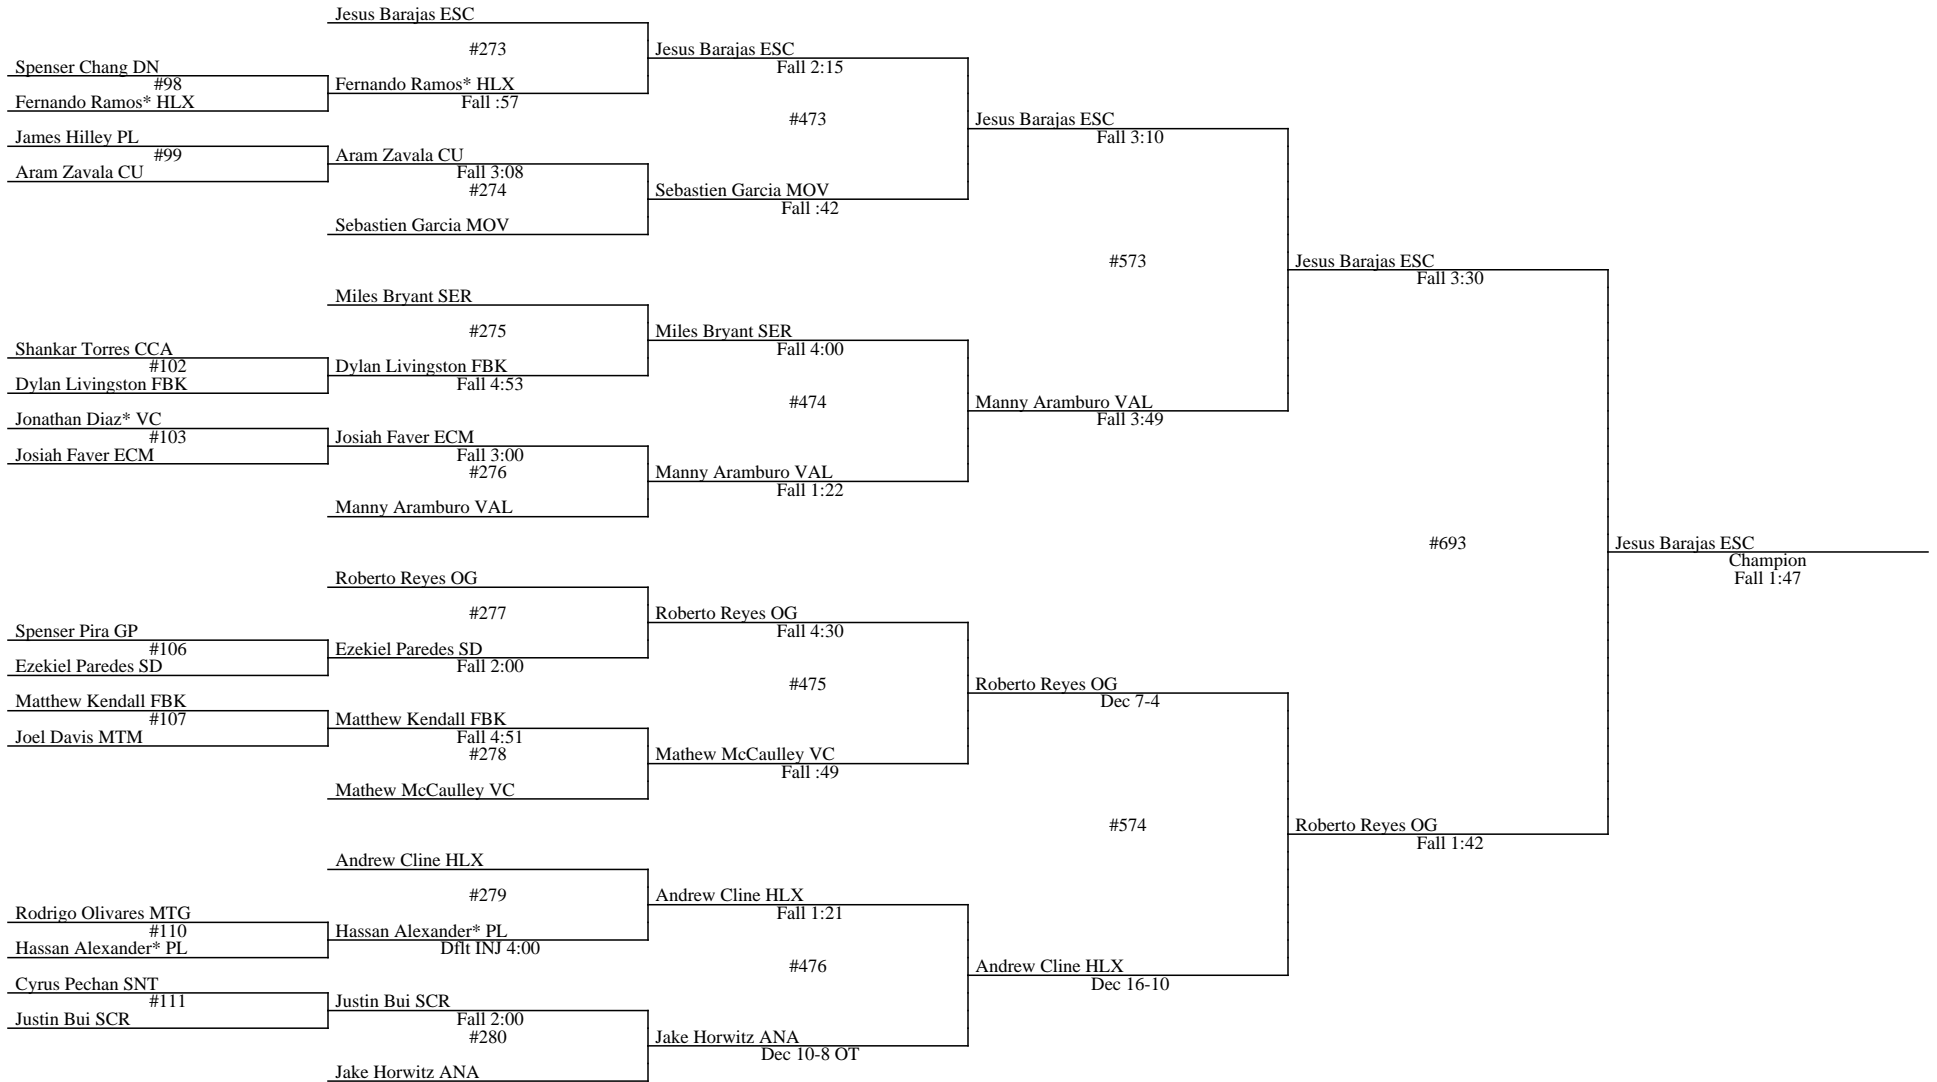 Jesus Barajas ESC
#273
Jesus Barajas ESC
Fall 2:15
Spenser Chang DN
#98
Fernando Ramos* HLX
Fernando Ramos* HLX
Fall :57
#473
Jesus Barajas ESC
Fall 3:10
James Hilley PL
#99
Aram Zavala CU
Aram Zavala CU
Fall 3:08
#274
Sebastien Garcia MOV
Fall :42
Sebastien Garcia MOV
#573
Jesus Barajas ESC
Fall 3:30
Miles Bryant SER
#275
Miles Bryant SER
Fall 4:00
Shankar Torres CCA
#102
Dylan Livingston FBK
Dylan Livingston FBK
Fall 4:53
#474
Manny Aramburo VAL
Fall 3:49
Jonathan Diaz* VC
#103
Josiah Faver ECM
Josiah Faver ECM
Fall 3:00
#276
Manny Aramburo VAL
Fall 1:22
Manny Aramburo VAL
#693
Jesus Barajas ESC
Champion
Fall 1:47
Roberto Reyes OG
#277
Roberto Reyes OG
Fall 4:30
Spenser Pira GP
#106
Ezekiel Paredes SD
Ezekiel Paredes SD
Fall 2:00
#475
Roberto Reyes OG
Dec 7-4
Matthew Kendall FBK
#107
Joel Davis MTM
Matthew Kendall FBK
Fall 4:51
#278
Mathew McCaulley VC
Fall :49
Mathew McCaulley VC
#574
Roberto Reyes OG
Fall 1:42
Andrew Cline HLX
#279
Andrew Cline HLX
Fall 1:21
Rodrigo Olivares MTG
#110
Hassan Alexander* PL
Hassan Alexander* PL
Dflt INJ 4:00
#476
Andrew Cline HLX
Dec 16-10
Cyrus Pechan SNT
#111
Justin Bui SCR
Justin Bui SCR
Fall 2:00
#280
Jake Horwitz ANA
Dec 10-8 OT
Jake Horwitz ANA